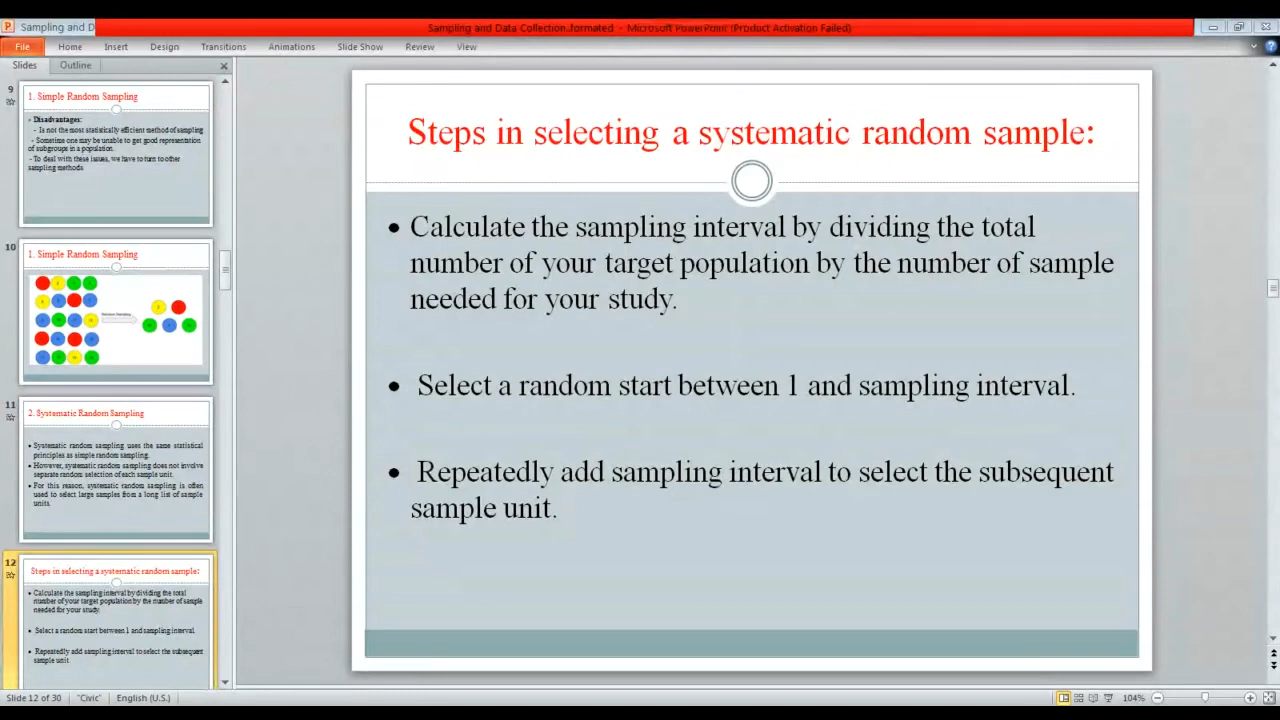 Sampling and D
Sampling and Data Collection.formated - Microsoft PowerPoint (Product Activation Failed)
File Home Insert Design Transitions Animations Slide Show Review View
Slides Outline
9
1. Simple Random Sampling
Disadvantages:
- Is not the most statistically efficient method of sampling
- Sometime one may be unable to get good representation
of subgroups in a population.
- To deal with these issues, we have to turn to other
sampling methods
10
1. Simple Random Sampling
11
2. Systematic Random Sampling
• Systematic random sampling uses the same statistical
principles as simple random sampling.
• However, systematic random sampling does not involve
separate random selection of each sample unit.
• For this reason, systematic random sampling is often
used to select large samples from a long list of sample
units.
12
Steps in selecting a systematic random sample:
• Calculate the sampling interval by dividing the total
number of your target population by the number of sample
needed for your study.
• Select a random start between 1 and sampling interval.
• Repeatedly add sampling interval to select the subsequent
sample unit.
Steps in selecting a systematic random sample:
• Calculate the sampling interval by dividing the total
number of your target population by the number of sample
needed for your study.
• Select a random start between 1 and sampling interval.
• Repeatedly add sampling interval to select the subsequent
sample unit.
Slide 12 of 30 "Civic" English (U.S.) 104%